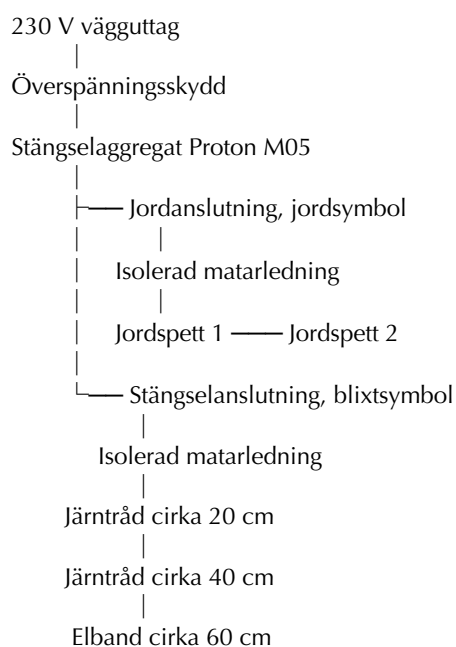 230 V vägguttag
Överspänningsskydd
Stängselaggregat Proton M05
Jordanslutning, jordsymbol
Isolerad matarledning
Jordspett 1 —— Jordspett 2
Stängselanslutning, blixtsymbol
Isolerad matarledning
Järntråd cirka 20 cm
Järntråd cirka 40 cm
Elband cirka 60 cm